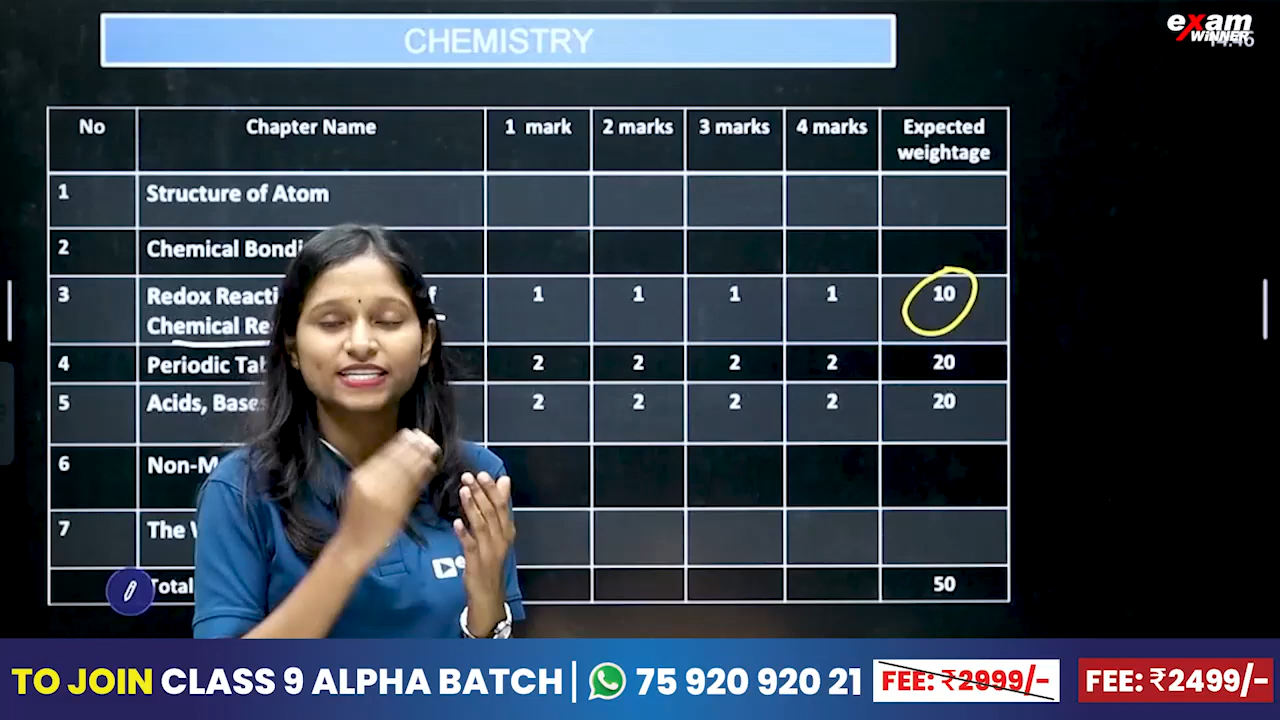 CHEMISTRY
exam
WiNNER
No Chapter Name 1 mark 2 marks 3 marks 4 marks Expected weightage
1 Structure of Atom
2 Chemical Bondi
3 Redox Reacti f 1 1 1 1 10
Chemical Re
4 Periodic Tab 2 2 2 2 20
5 Acids, Bases 2 2 2 2 20
6 Non-M
7 The
Total 50
TO JOIN CLASS 9 ALPHA BATCH | 75 920 920 21 FEE: ₹2999/- FEE: ₹2499/-